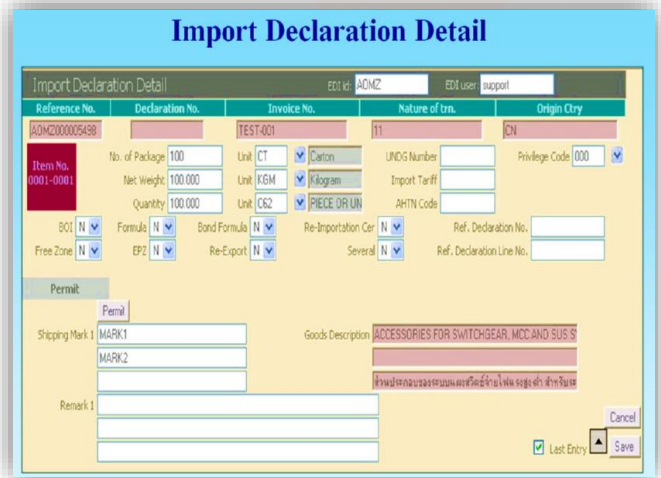 Import Declaration Detail
Import Declaration Detail EDI id: AOMZ EDI user: support
Reference No. Declaration No. Invoice No. Nature of trn. Origin Ctry
AOMZ000005498 TEST-001 11 CN
Item No.
0001-0001
No. of Package 100 Unit CT Carton UNDG Number Privilege Code 000
Net Weight 100.000 Unit KGM Kilogram Import Tariff
Quantity 100.000 Unit C62 PIECE OR UN AHTN Code
BOI N Formula N Bond Formula N Re-Importation Cer N Ref. Declaration No.
Free Zone N EPZ N Re-Export N Several N Ref. Declaration Line No.
Permit
Permit
Shipping Mark 1 MARK1 Goods Description ACCESSORIES FOR SWITCHGEAR, MCC AND SUS
MARK2
Remark 1
Cancel
Last Entry Save